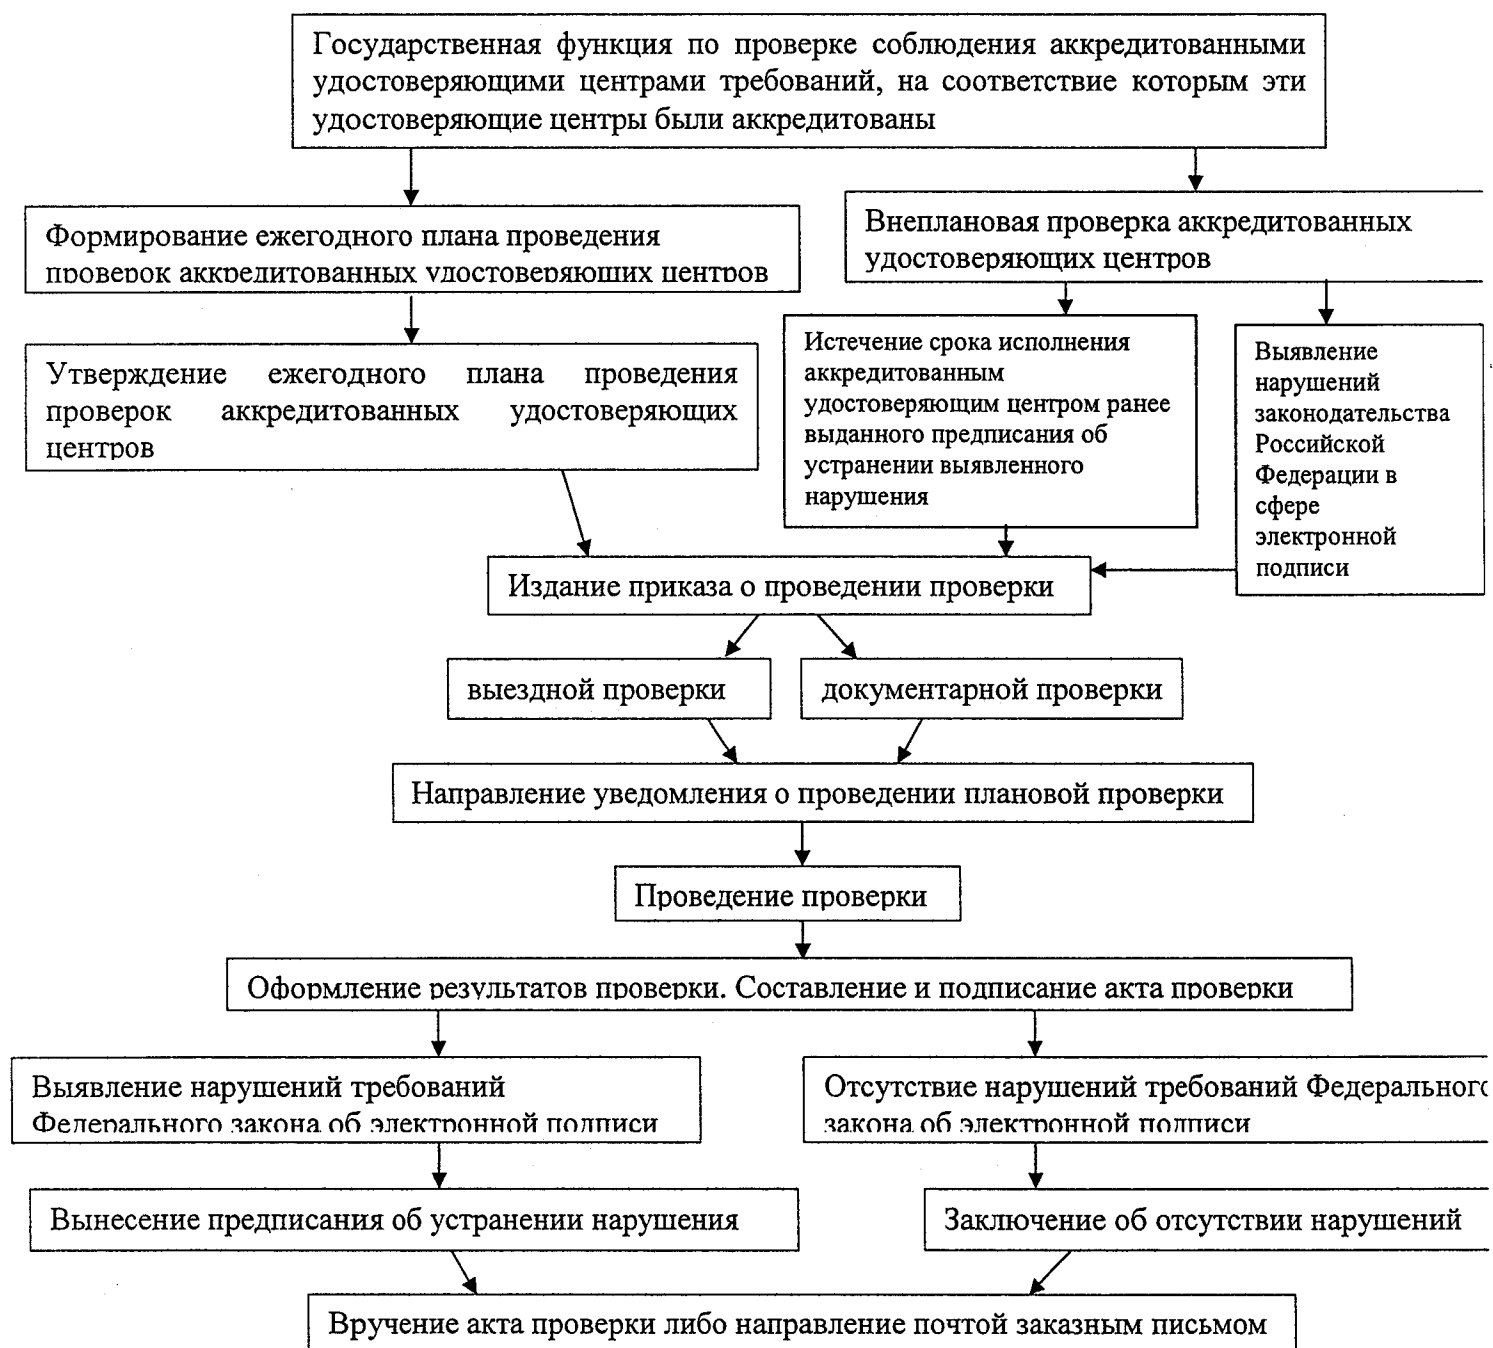 Государственная функция по проверке соблюдения аккредитованными
удостоверяющими центрами требований, на соответствие которым эти
удостоверяющие центры были аккредитованы
Формирование ежегодного плана проведения
проверок аккредитованных удостоверяющих центров
Внеплановая проверка аккредитованных
удостоверяющих центров
Утверждение ежегодного плана проведения
проверок аккредитованных удостоверяющих
центров
Истечение срока исполнения
аккредитованным
удостоверяющим центром ранее
выданного предписания об
устранении выявленного
нарушения
Выявление
нарушений
законодательства
Российской
Федерации в
сфере
электронной
подписи
Издание приказа о проведении проверки
выездной проверки
документарной проверки
Направление уведомления о проведении плановой проверки
Проведение проверки
Оформление результатов проверки. Составление и подписание акта проверки
Выявление нарушений требований
Федерального закона об электронной подписи
Отсутствие нарушений требований Федерального
закона об электронной подписи
Вынесение предписания об устранении нарушения
Заключение об отсутствии нарушений
Вручение акта проверки либо направление почтой заказным письмом